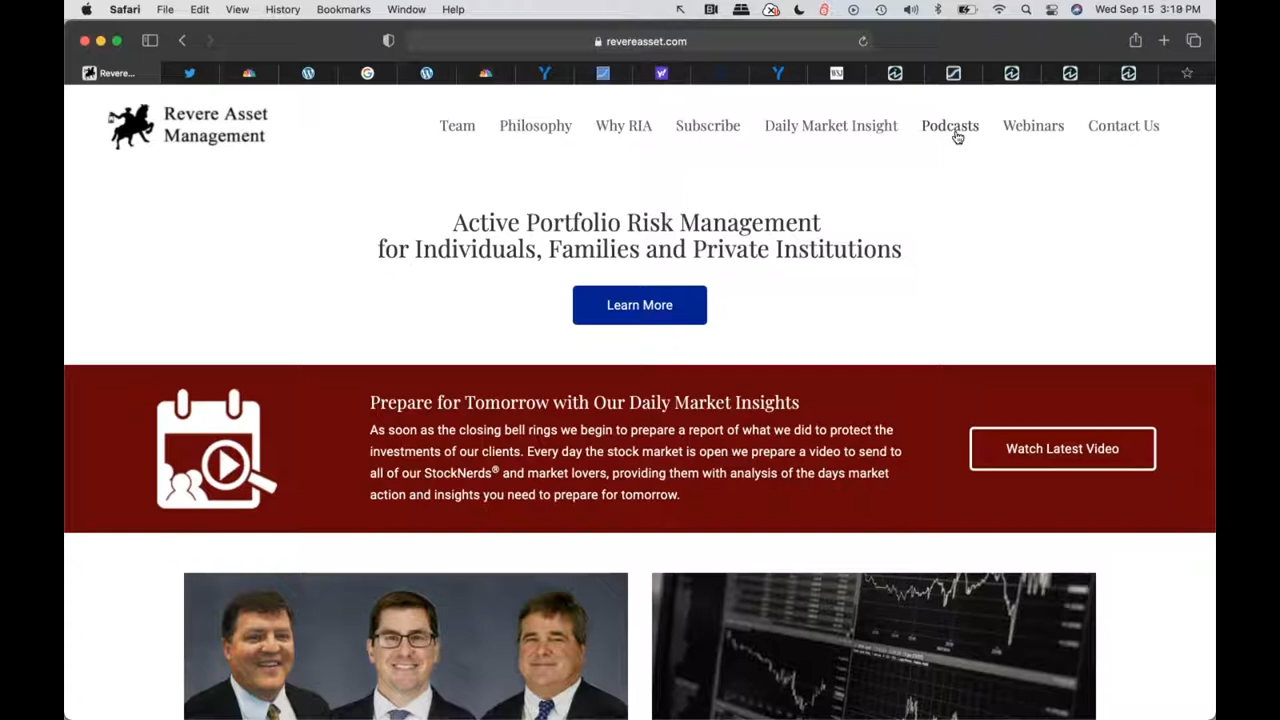 Safari File Edit View History Bookmarks Window Help Wed Sep 15 3:19 PM
revereasset.com
Revere...
WSJ
Revere Asset
Management
Team Philosophy Why RIA Subscribe Daily Market Insight Podcasts Webinars Contact Us
Active Portfolio Risk Management
for Individuals, Families and Private Institutions
Learn More
Prepare for Tomorrow with Our Daily Market Insights
As soon as the closing bell rings we begin to prepare a report of what we did to protect the
investments of our clients. Every day the stock market is open we prepare a video to send to
all of our StockNerds® and market lovers, providing them with analysis of the days market
action and insights you need to prepare for tomorrow.
Watch Latest Video